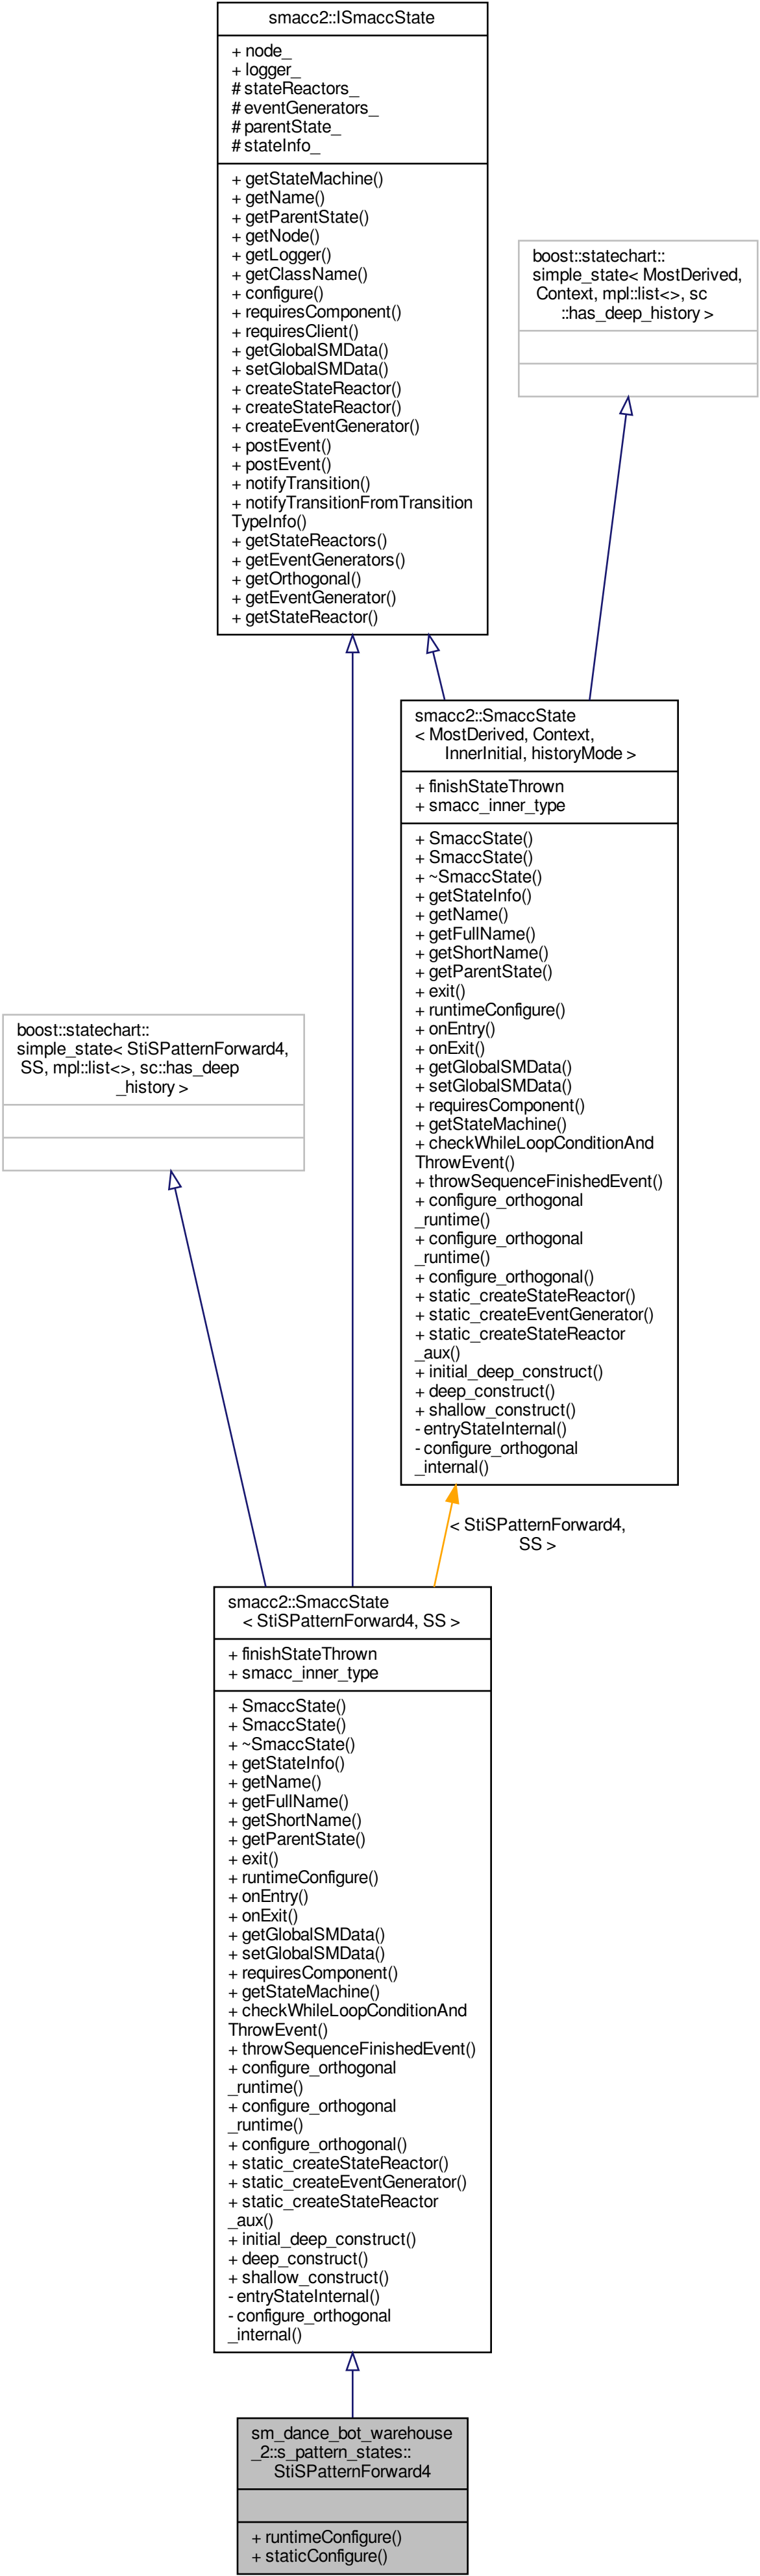 smacc2::ISmaccState
+ node_
+ logger_
# stateReactors_
# eventGenerators_
# parentState_
# stateInfo_
+ getStateMachine()
+ getName()
+ getParentState()
+ getNode()
+ getLogger()
+ getClassName()
+ configure()
+ requiresComponent()
+ requiresClient()
+ getGlobalSMData()
+ setGlobalSMData()
+ createStateReactor()
+ createStateReactor()
+ createEventGenerator()
+ postEvent()
+ postEvent()
+ notifyTransition()
+ notifyTransitionFromTransition
TypeInfo()
+ getStateReactors()
+ getEventGenerators()
+ getOrthogonal()
+ getEventGenerator()
+ getStateReactor()
boost::statechart::
simple_state< MostDerived,
Context, mpl::list<>, sc
::has_deep_history >
smacc2::SmaccState
< MostDerived, Context,
InnerInitial, historyMode >
+ finishStateThrown
+ smacc_inner_type
+ SmaccState()
+ SmaccState()
+ ~SmaccState()
+ getStateInfo()
+ getName()
+ getFullName()
+ getShortName()
+ getParentState()
+ exit()
+ runtimeConfigure()
+ onEntry()
+ onExit()
+ getGlobalSMData()
+ setGlobalSMData()
+ requiresComponent()
+ getStateMachine()
+ checkWhileLoopConditionAnd
ThrowEvent()
+ throwSequenceFinishedEvent()
+ configure_orthogonal
_runtime()
+ configure_orthogonal
_runtime()
+ configure_orthogonal()
+ static_createStateReactor()
+ static_createEventGenerator()
+ static_createStateReactor
_aux()
+ initial_deep_construct()
+ deep_construct()
+ shallow_construct()
- entryStateInternal()
- configure_orthogonal
_internal()
boost::statechart::
simple_state< StiSPatternForward4,
SS, mpl::list<>, sc::has_deep
_history >
< StiSPatternForward4,
SS >
smacc2::SmaccState
< StiSPatternForward4, SS >
+ finishStateThrown
+ smacc_inner_type
+ SmaccState()
+ SmaccState()
+ ~SmaccState()
+ getStateInfo()
+ getName()
+ getFullName()
+ getShortName()
+ getParentState()
+ exit()
+ runtimeConfigure()
+ onEntry()
+ onExit()
+ getGlobalSMData()
+ setGlobalSMData()
+ requiresComponent()
+ getStateMachine()
+ checkWhileLoopConditionAnd
ThrowEvent()
+ throwSequenceFinishedEvent()
+ configure_orthogonal
_runtime()
+ configure_orthogonal
_runtime()
+ configure_orthogonal()
+ static_createStateReactor()
+ static_createEventGenerator()
+ static_createStateReactor
_aux()
+ initial_deep_construct()
+ deep_construct()
+ shallow_construct()
- entryStateInternal()
- configure_orthogonal
_internal()
sm_dance_bot_warehouse
_2::s_pattern_states::
StiSPatternForward4
+ runtimeConfigure()
+ staticConfigure()